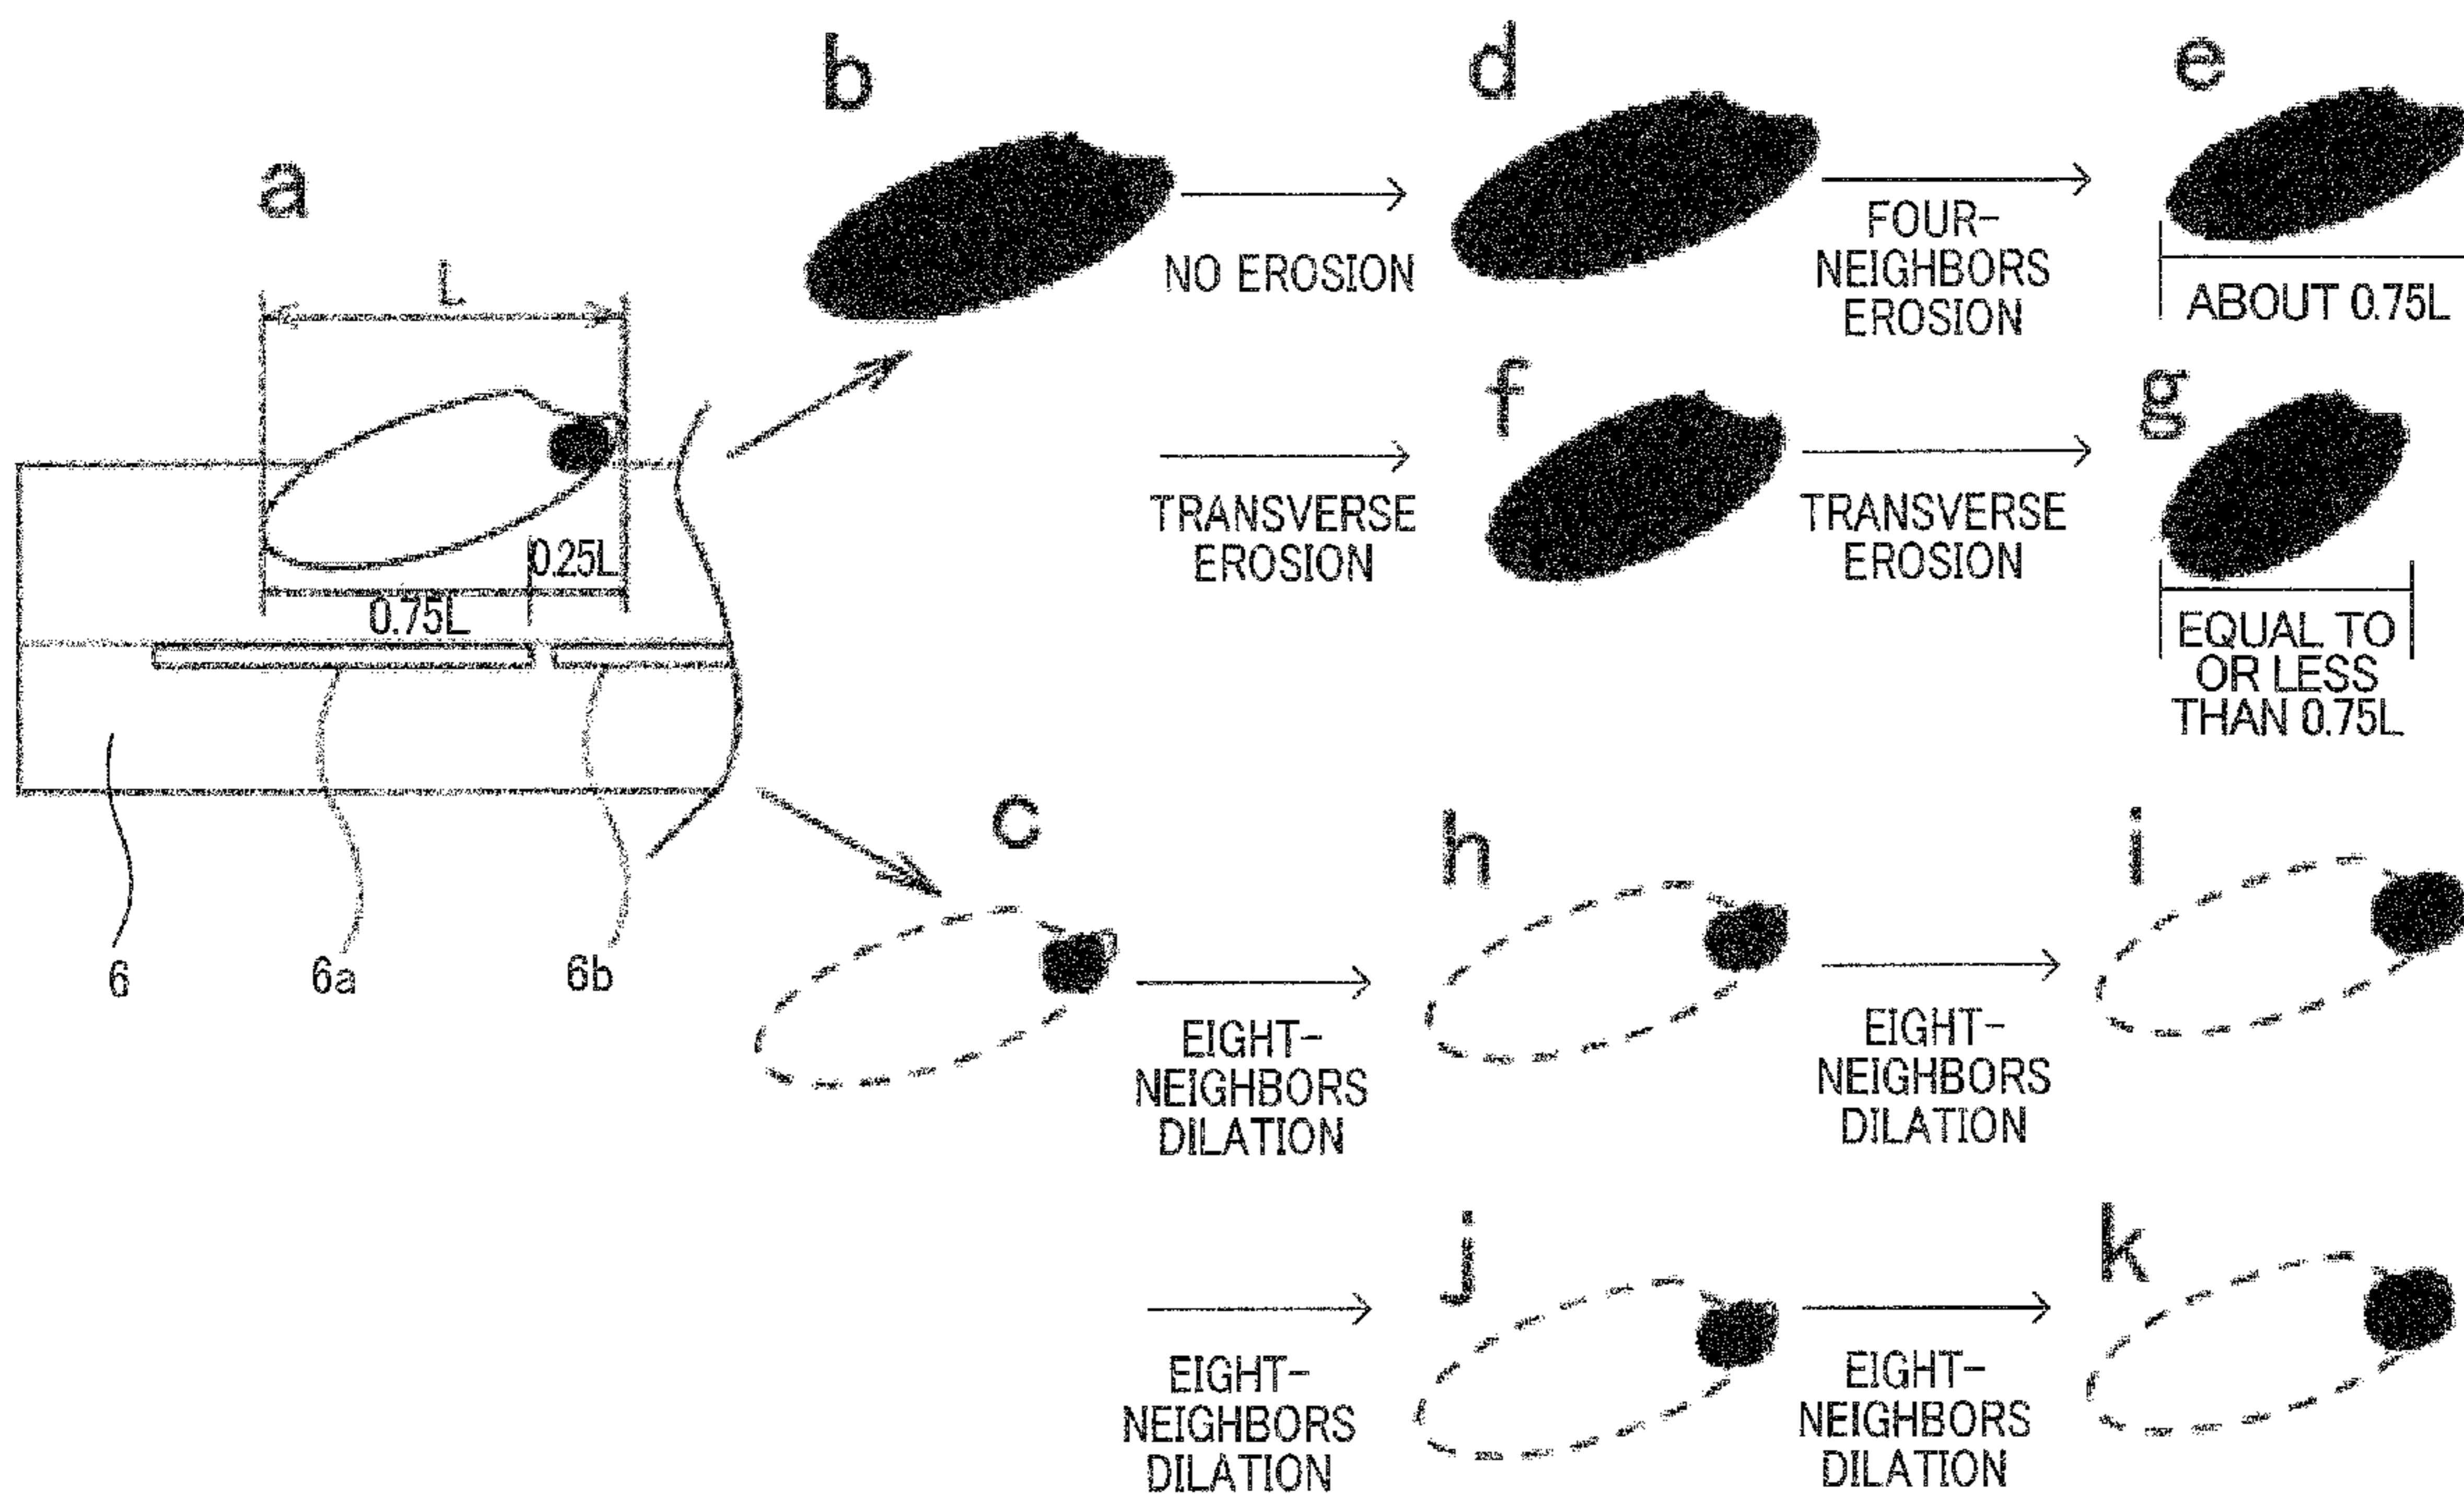 b
d
e
a
L
NO EROSION
FOUR-
NEIGHBORS
EROSION
ABOUT 0.75L
f
g
0.25L
0.75L
TRANSVERSE
EROSION
TRANSVERSE
EROSION
EQUAL TO
OR LESS
THAN 0.75L
c
h
i
6
6a
6b
EIGHT-
NEIGHBORS
DILATION
EIGHT-
NEIGHBORS
DILATION
j
k
EIGHT-
NEIGHBORS
DILATION
EIGHT-
NEIGHBORS
DILATION